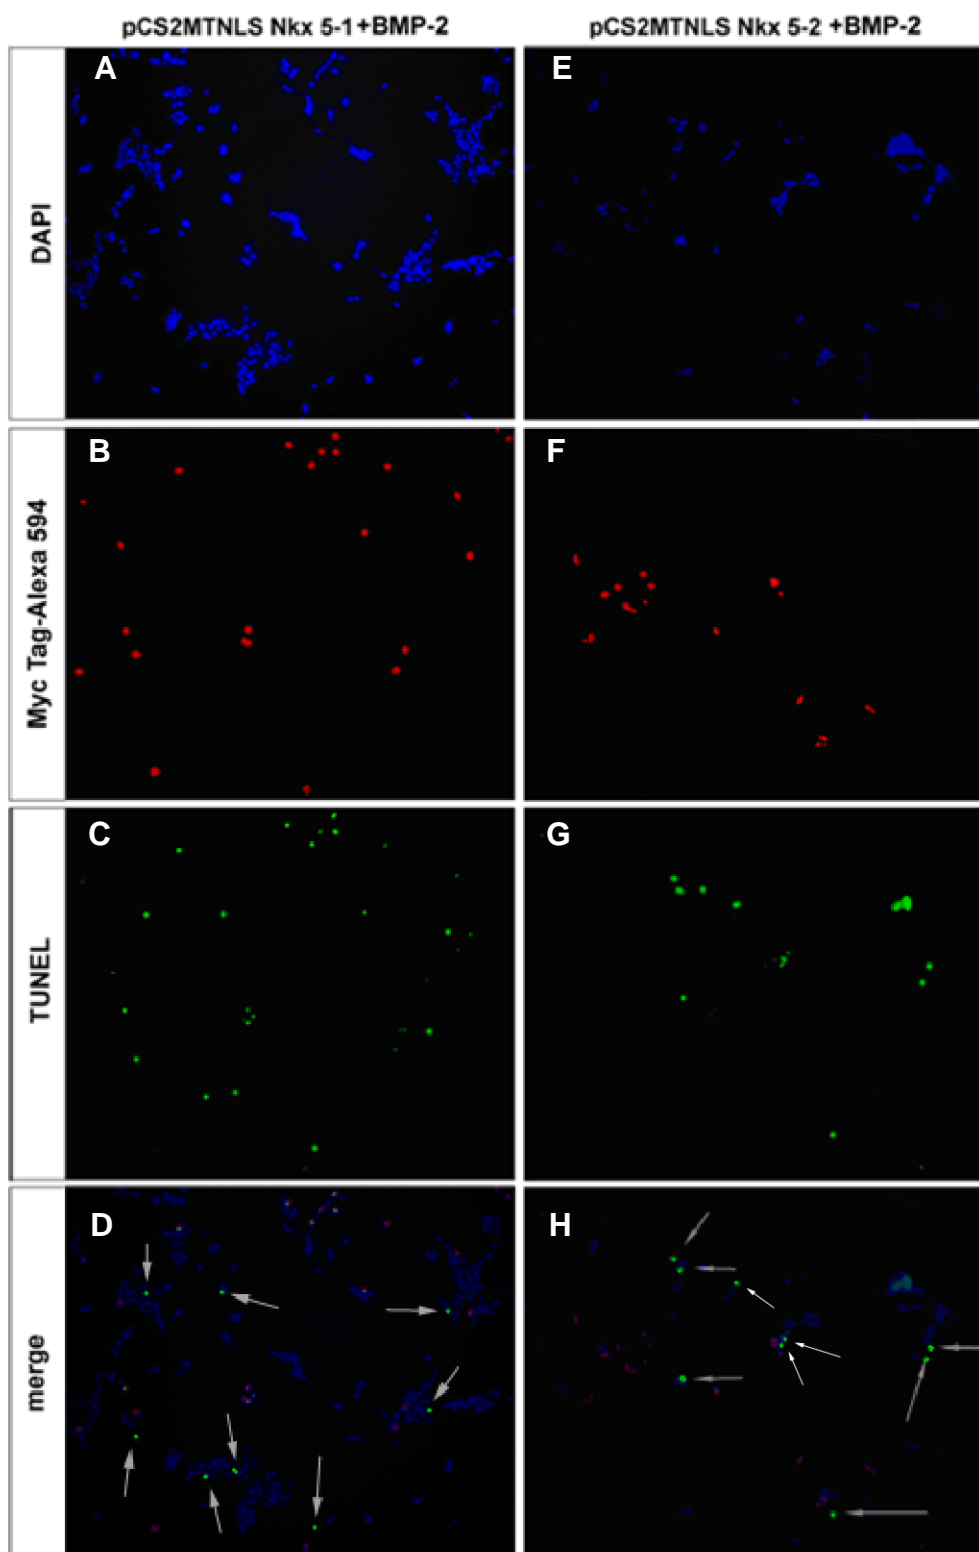 pCS2MTNLS Nkx 5-1+BMP-2
pCS2MTNLS Nkx 5-2 +BMP-2
DAPI
A
E
Myc Tag-Alexa 594
B
F
TUNEL
C
G
merge
D
H